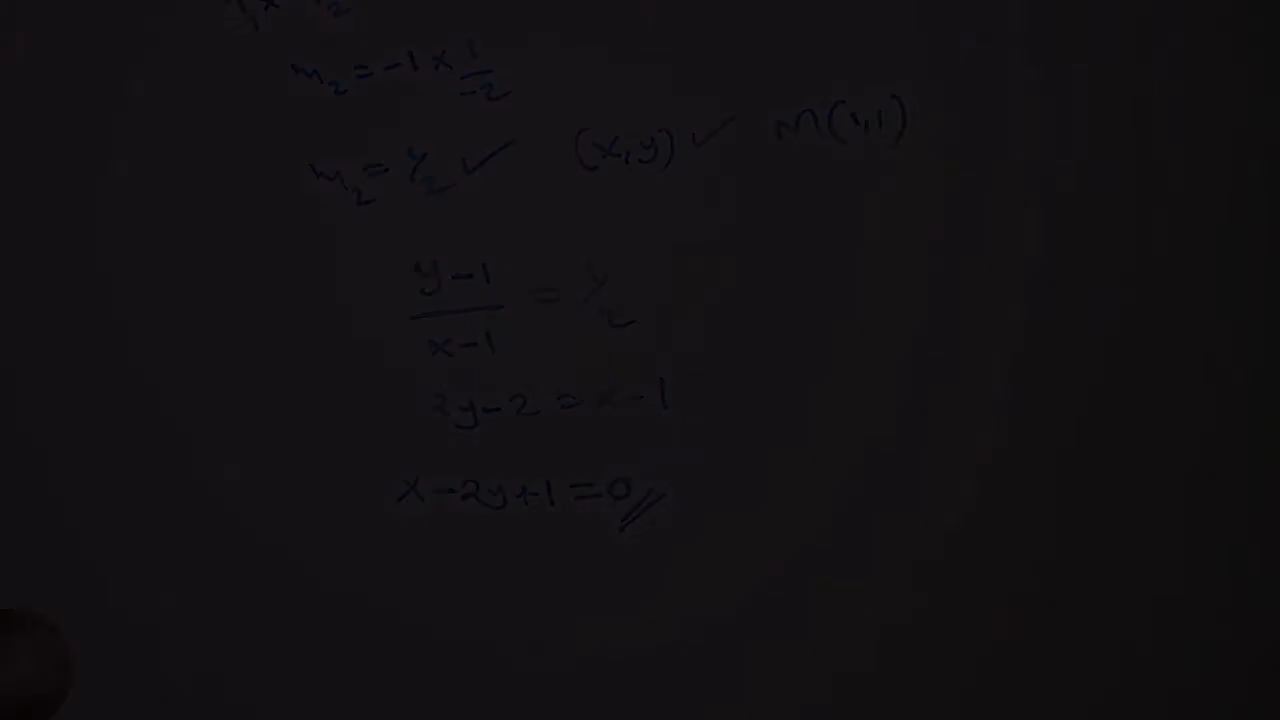 m₂ = -1 × 1/-2
m₂ = 1/2 ✓ (x,y) ✓ M(1,1)
y-1/x-1 = 1/2
2y-2 = x-1
x-2y+1=0